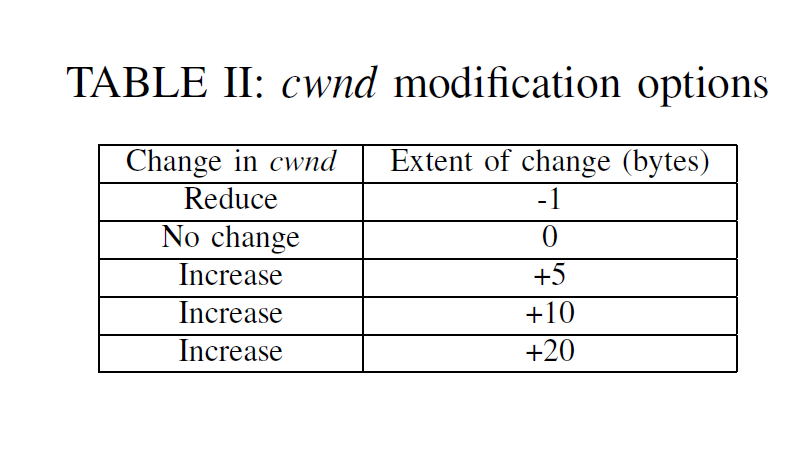 TABLE II: cwnd modification options
Change in cwnd Extent of change (bytes)
Reduce -1
No change 0
Increase +5
Increase +10
Increase +20